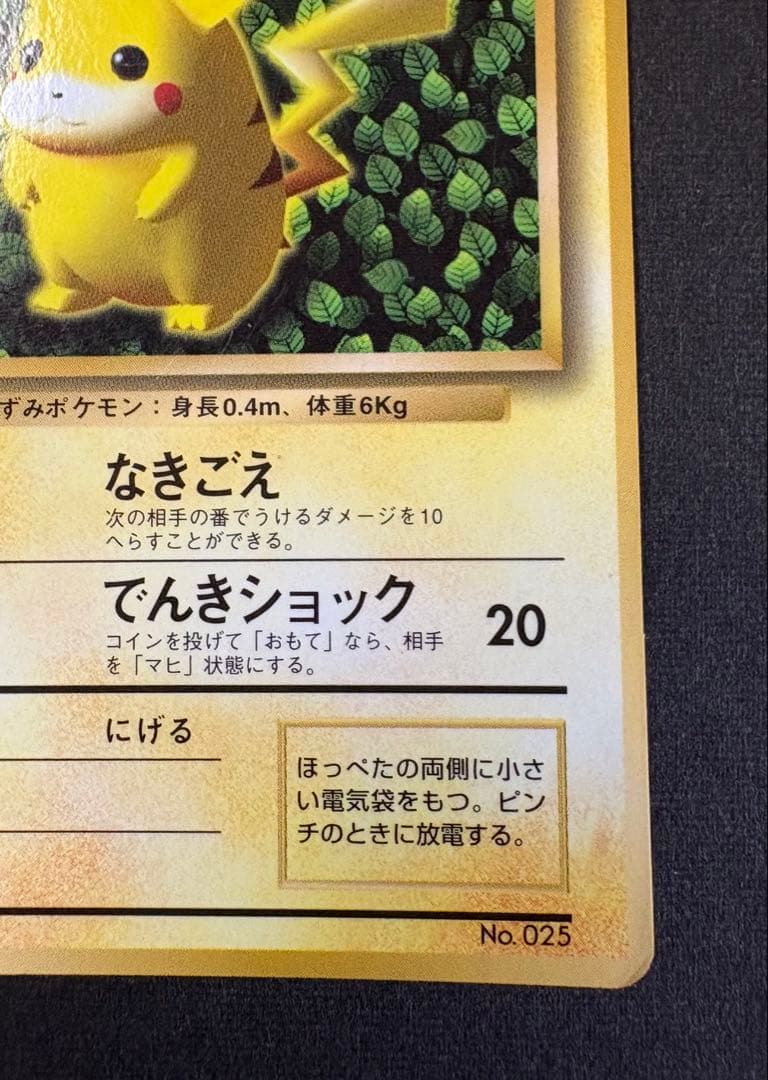 ずみポケモン：身長0.4m、体重6Kg
なきごえ
次の相手の番でうけるダメージを10
へらすことができる。
でんきショック 20
コインを投げて「おもて」なら、相手
を「マヒ」状態にする。
にげる
ほっぺたの両側に小さ
い電気袋をもつ。ピン
チのときに放電する。
No. 025